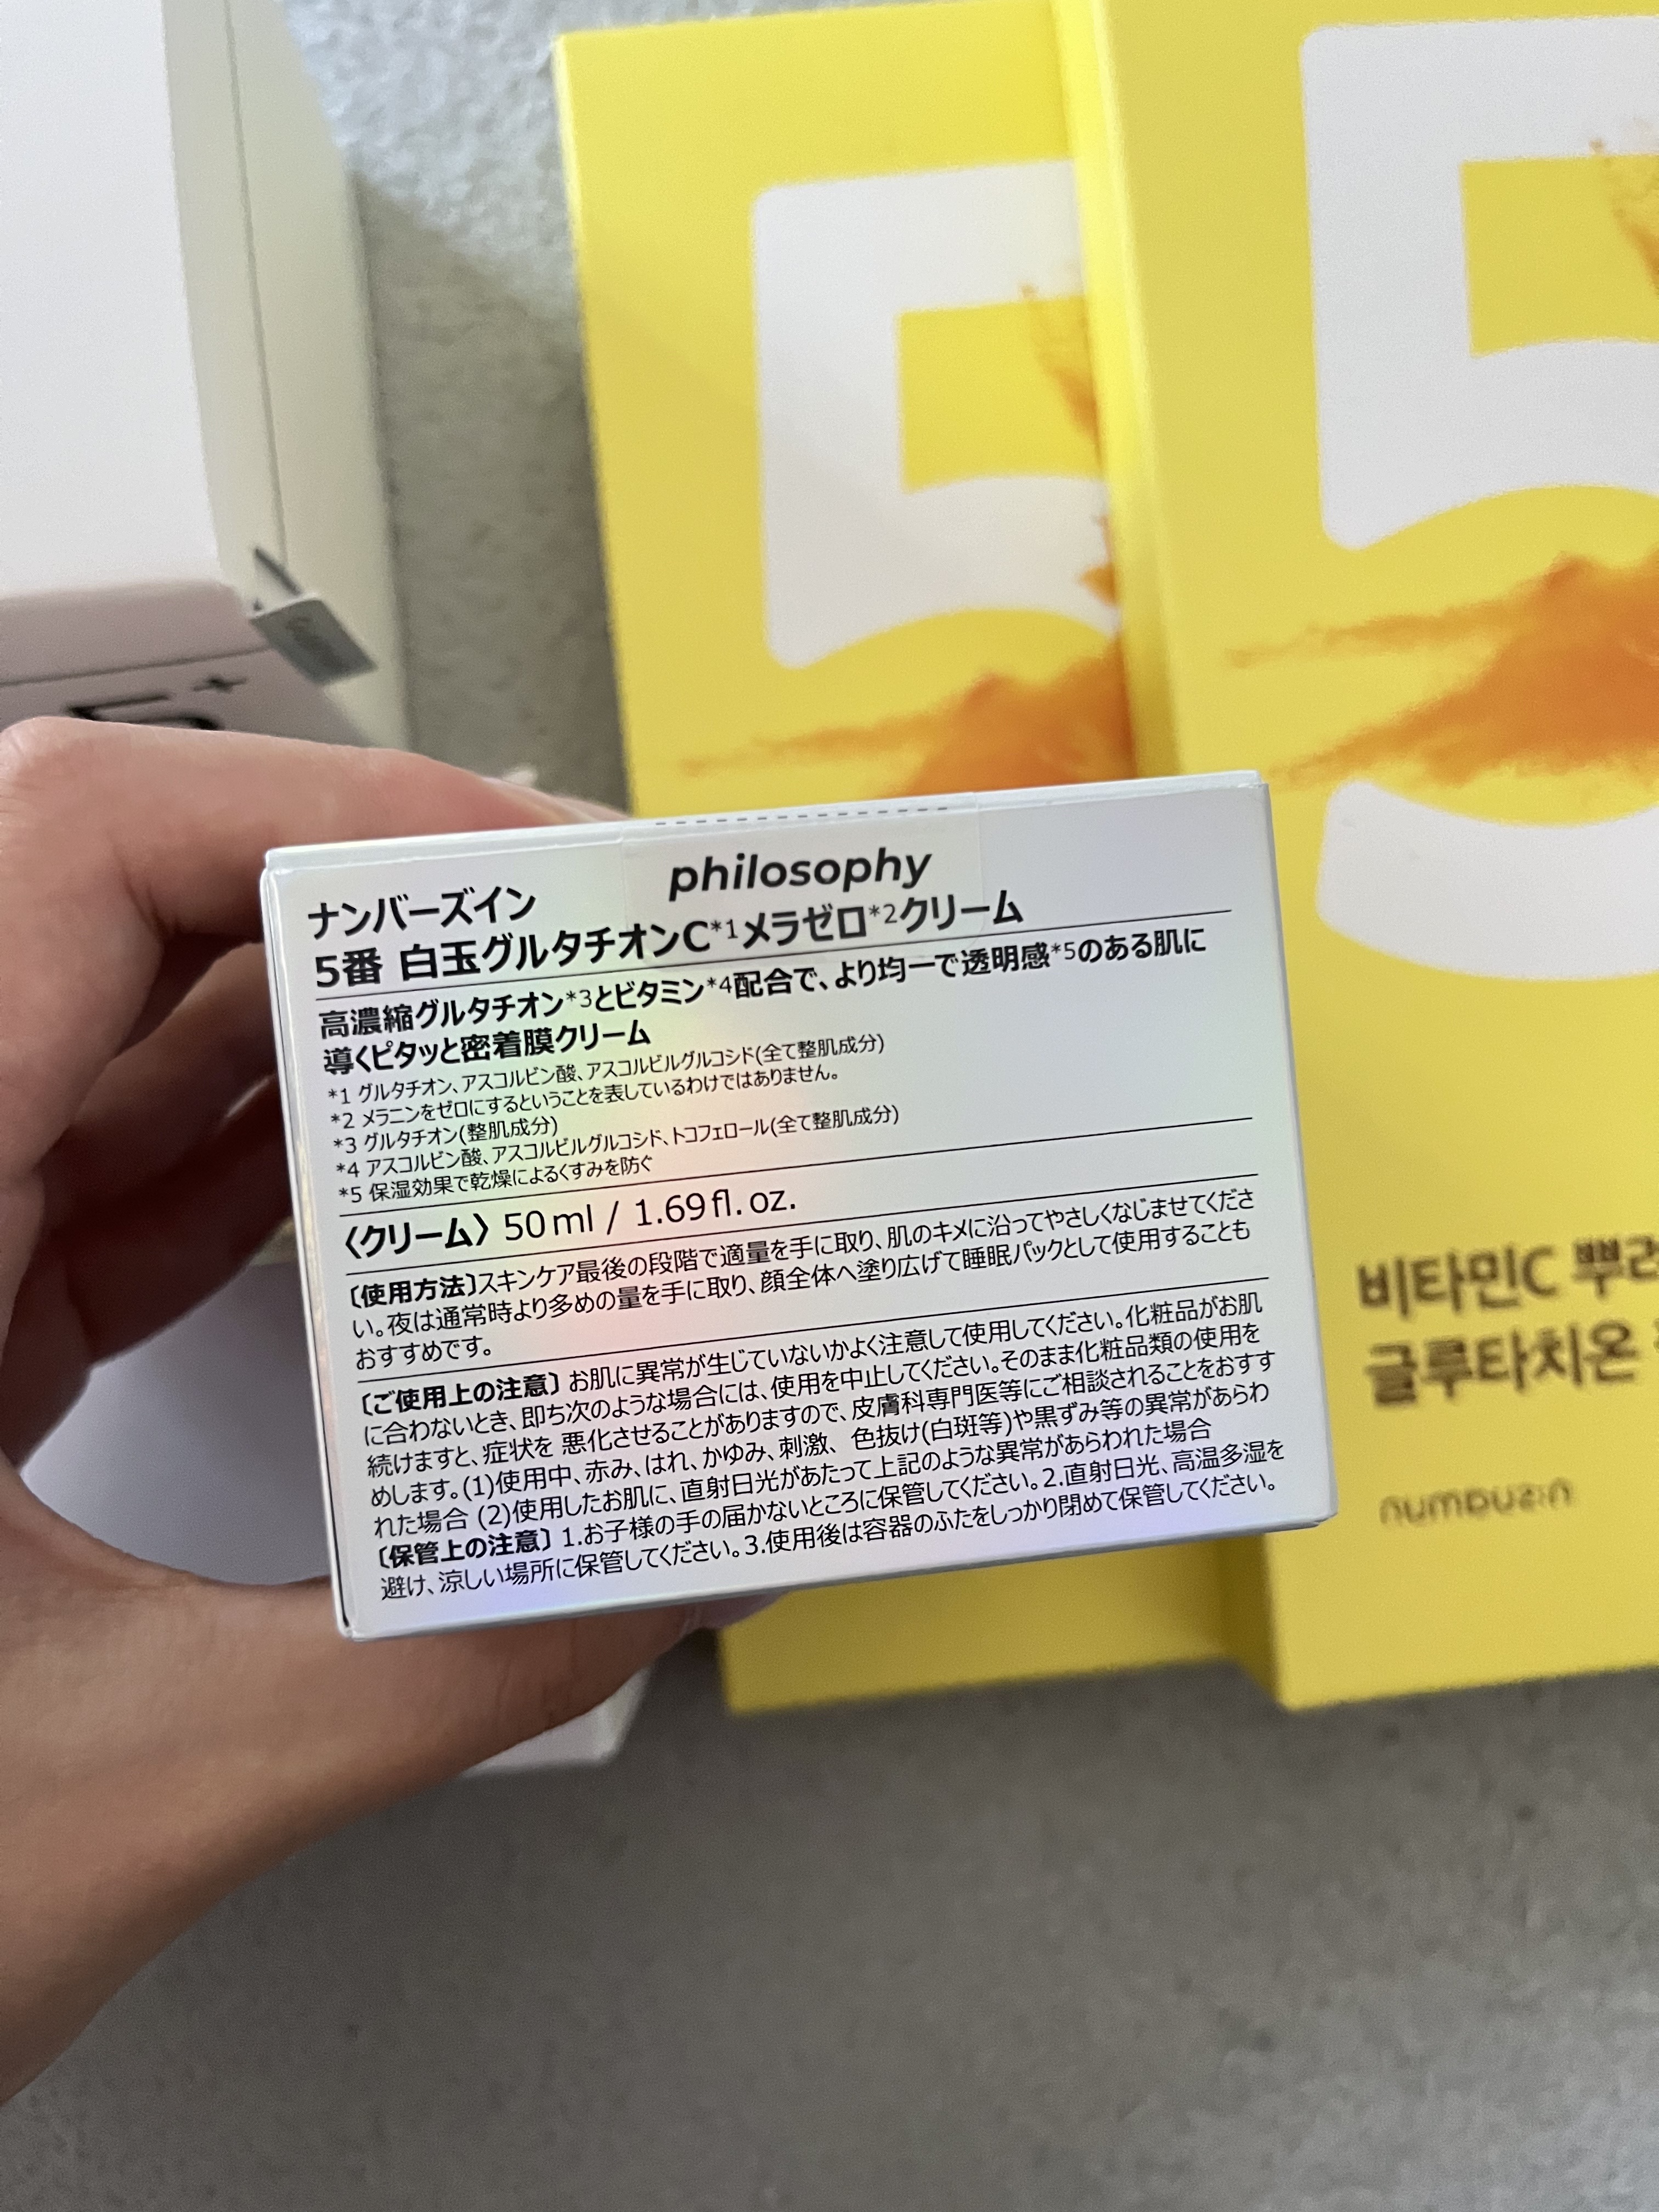 5+
philosophy
ナンバーズイン
5番 白玉グルタチオンC*1メラゼロ*2クリーム
高濃縮グルタチオン*3とビタミン*4配合で、より均一で透明感*5のある肌に
導くピタッと密着膜クリーム
*1 グルタチオン、アスコルビン酸、アスコルビルグルコシド(全て整肌成分)
*2 メラニンをゼロにするということを表しているわけではありません。
*3 グルタチオン(整肌成分)
*4 アスコルビン酸、アスコルビルグルコシド、トコフェロール(全て整肌成分)
*5 保湿効果で乾燥によるくすみを防ぐ
〈クリーム〉 50ml / 1.69fl.oz.
〔使用方法〕スキンケア最後の段階で適量を手に取り、肌のキメに沿ってやさしくなじませてくださ
い。夜は通常時より多めの量を手に取り、顔全体へ塗り広げて睡眠パックとして使用することも
おすすめです。
〔ご使用上の注意〕お肌に異常が生じていないかよく注意して使用してください。化粧品がお肌
に合わないとき、即ち次のような場合には、使用を中止してください。そのまま化粧品類の使用を
続けますと、症状を 悪化させることがありますので、皮膚科専門医等にご相談されることをおすす
めします。(1)使用中、赤み、はれ、かゆみ、刺激、 色抜け(白斑等)や黒ずみ等の異常があらわ
れた場合 (2)使用したお肌に、直射日光があたって上記のような異常があらわれた場合
〔保管上の注意〕1.お子様の手の届かないところに保管してください。2.直射日光、高温多湿を
避け、涼しい場所に保管してください。3.使用後は容器のふたをしっかり閉めて保管してください。
5
5
비타민C
글루타치온
numbuzin